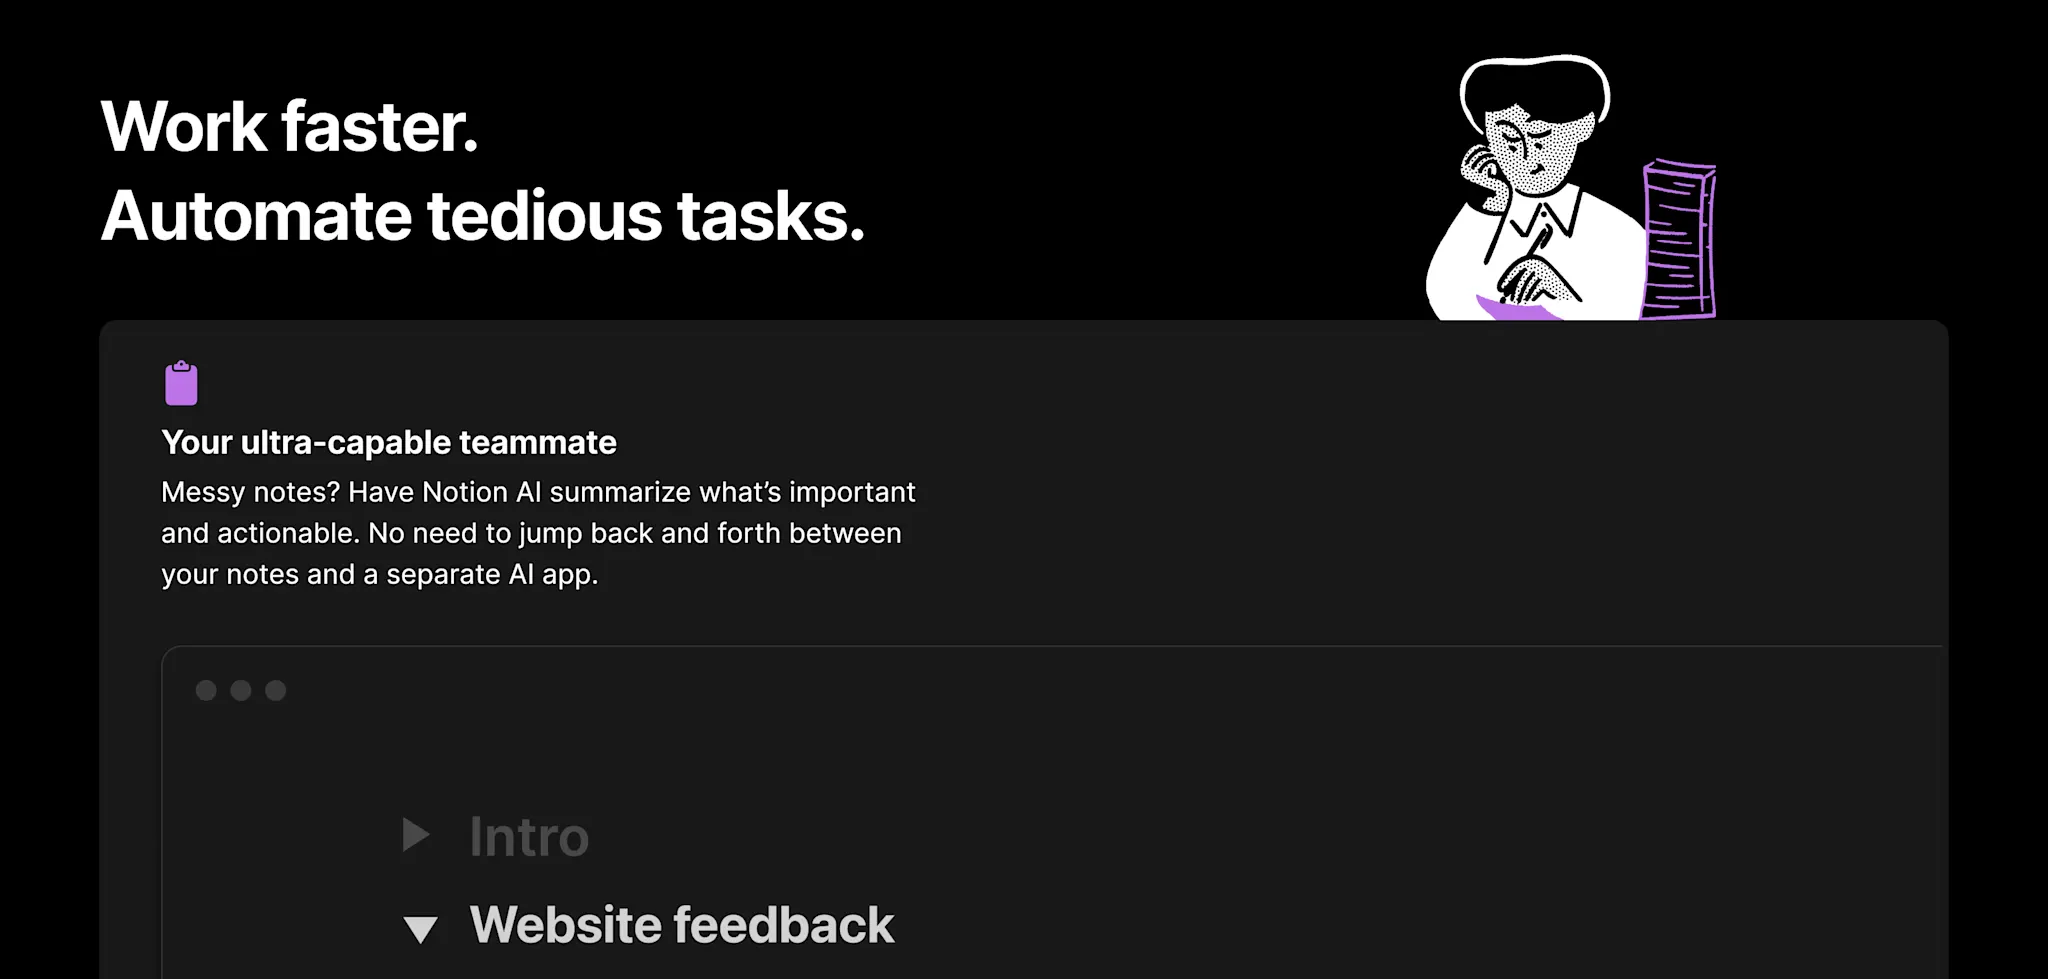 Work faster.
Automate tedious tasks.
Your ultra-capable teammate
Messy notes? Have Notion AI summarize what’s important
and actionable. No need to jump back and forth between
your notes and a separate AI app.
Intro
Website feedback